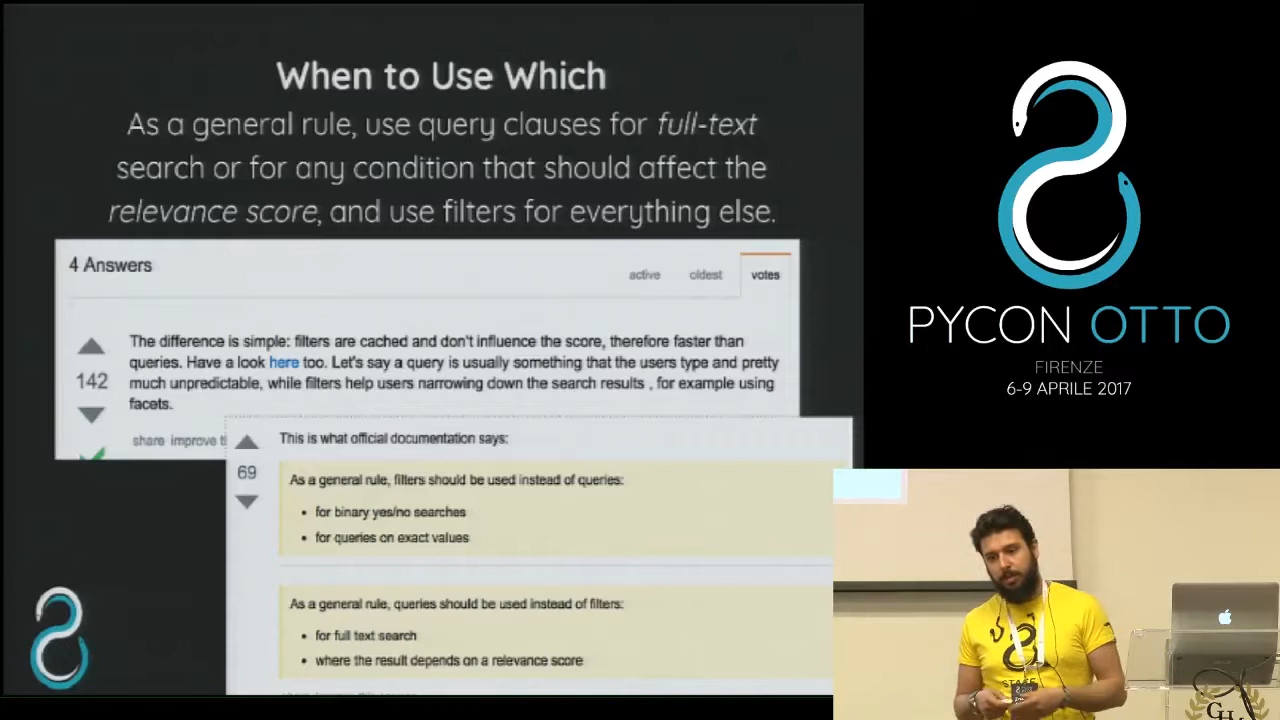 When to Use Which
As a general rule, use query clauses for full-text
search or for any condition that should affect the
relevance score, and use filters for everything else.
4 Answers
active oldest votes
The difference is simple: filters are cached and don't influence the score, therefore faster than
142
queries. Have a look here too. Let's say a query is usually something that the users type and pretty
much unpredictable, while filters help users narrowing down the search results , for example using
facets.
share improve
69
This is what official documentation says:
As a general rule, filters should be used instead of queries:
• for binary yes/no searches
• for queries on exact values
As a general rule, queries should be used instead of filters:
• for full text search
• where the result depends on a relevance score
PYCON OTTO
FIRENZE
6-9 APRILE 2017
STAFF
GH